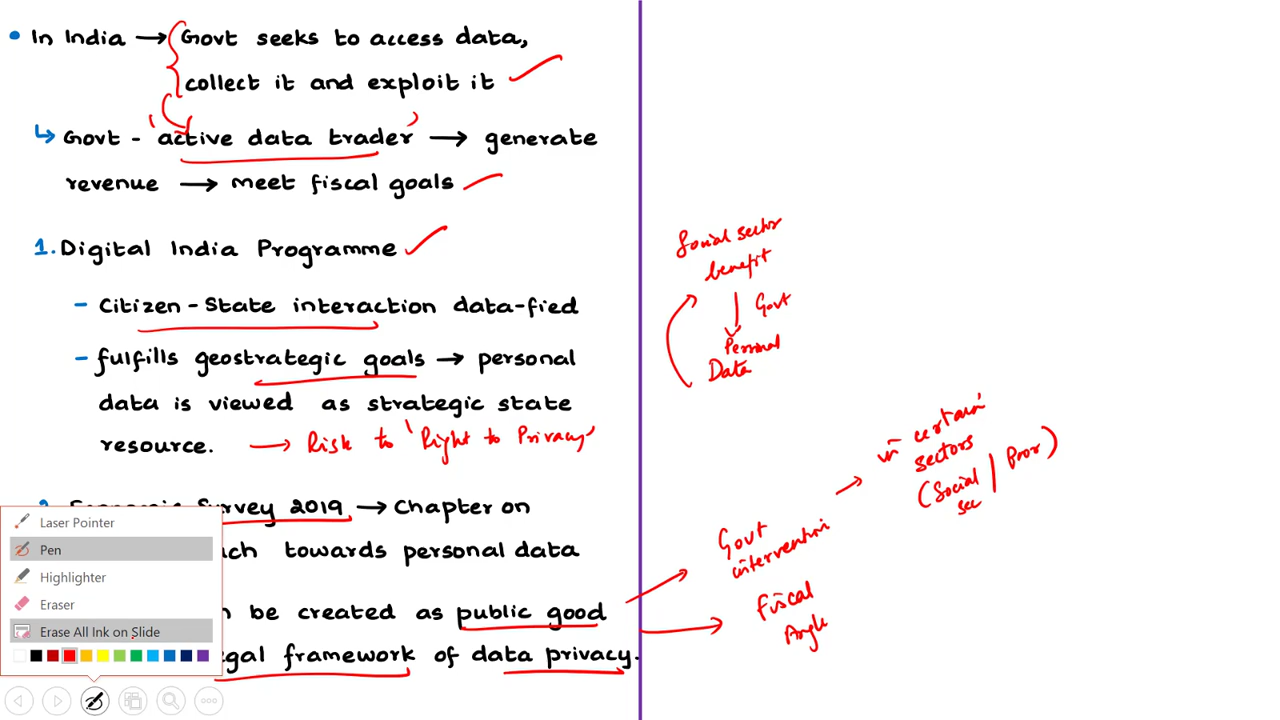 • In India → Govt seeks to access data,
collect it and exploit it
↳ Govt - 'active data trader' → generate
revenue → meet fiscal goals
1. Digital India Programme
- Citizen-State interaction data-fied
- fulfills geostrategic goals → personal
data is viewed as strategic state
resource. → Risk to 'Right to Privacy'
Survey 2019 → Chapter on
towards personal data
be created as public good
framework of data privacy.
Social sector
benefit
Govt
Personal
Data
Govt
intervention
in certain
sectors
(Social / Poor)
sec
Fiscal
Angle
Laser Pointer
Pen
Highlighter
Eraser
Erase All Ink on Slide